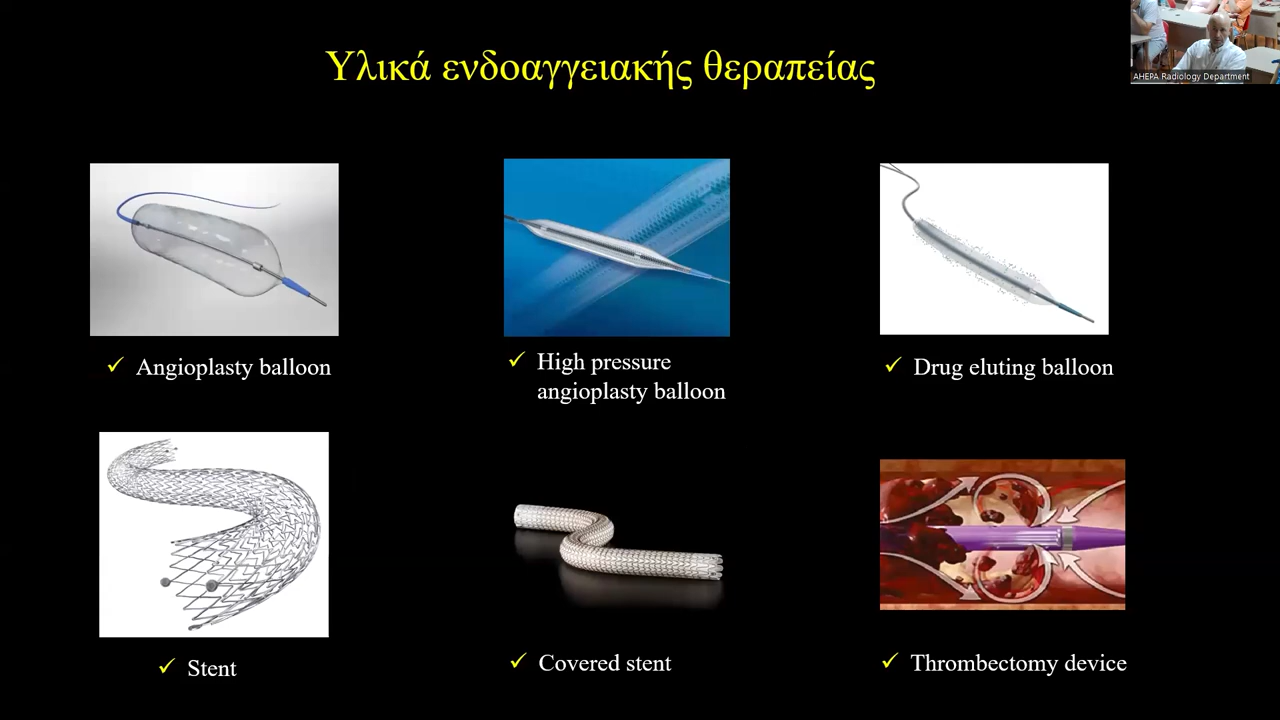 Υλικά ενδοαγγειακής θεραπείας
AHEPA Radiology Department
✓ Angioplasty balloon
✓ High pressure
angioplasty balloon
✓ Drug eluting balloon
✓ Stent
✓ Covered stent
✓ Thrombectomy device